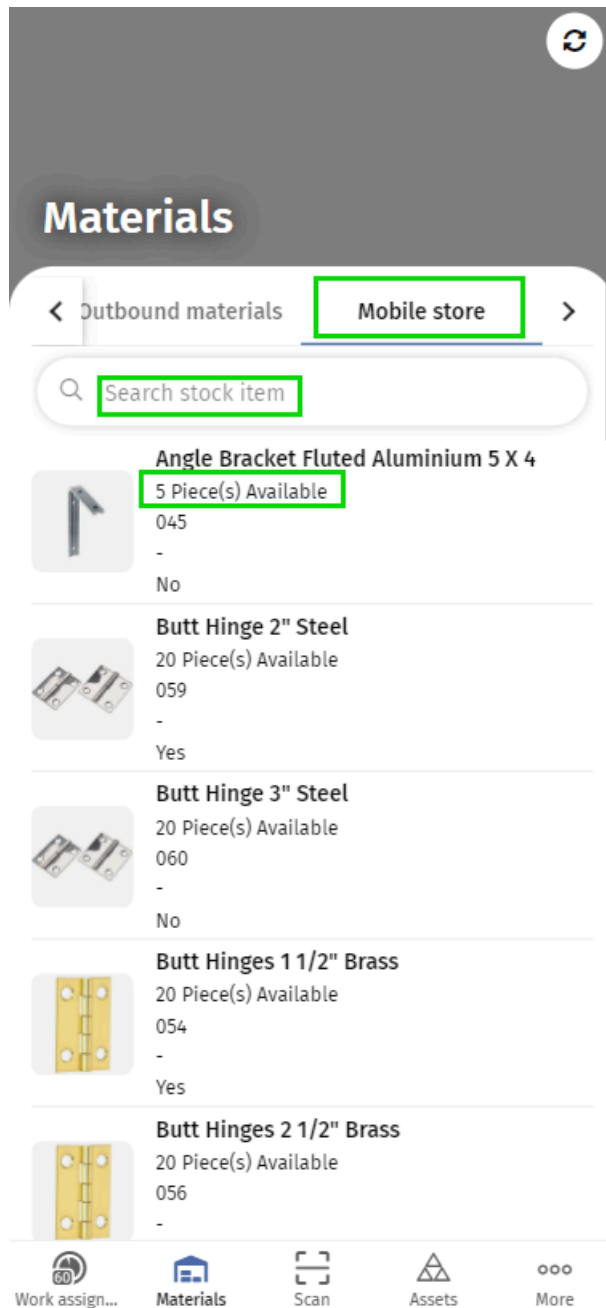 Materials
Outbound materials
Mobile store
Search stock item
Angle Bracket Fluted Aluminium 5 X 4
5 Piece(s) Available
045
-
No
Butt Hinge 2" Steel
20 Piece(s) Available
059
-
Yes
Butt Hinge 3" Steel
20 Piece(s) Available
060
-
No
Butt Hinges 1 1/2" Brass
20 Piece(s) Available
054
-
Yes
Butt Hinges 2 1/2" Brass
20 Piece(s) Available
056
-
60
Work assign...
Materials
Scan
Assets
More